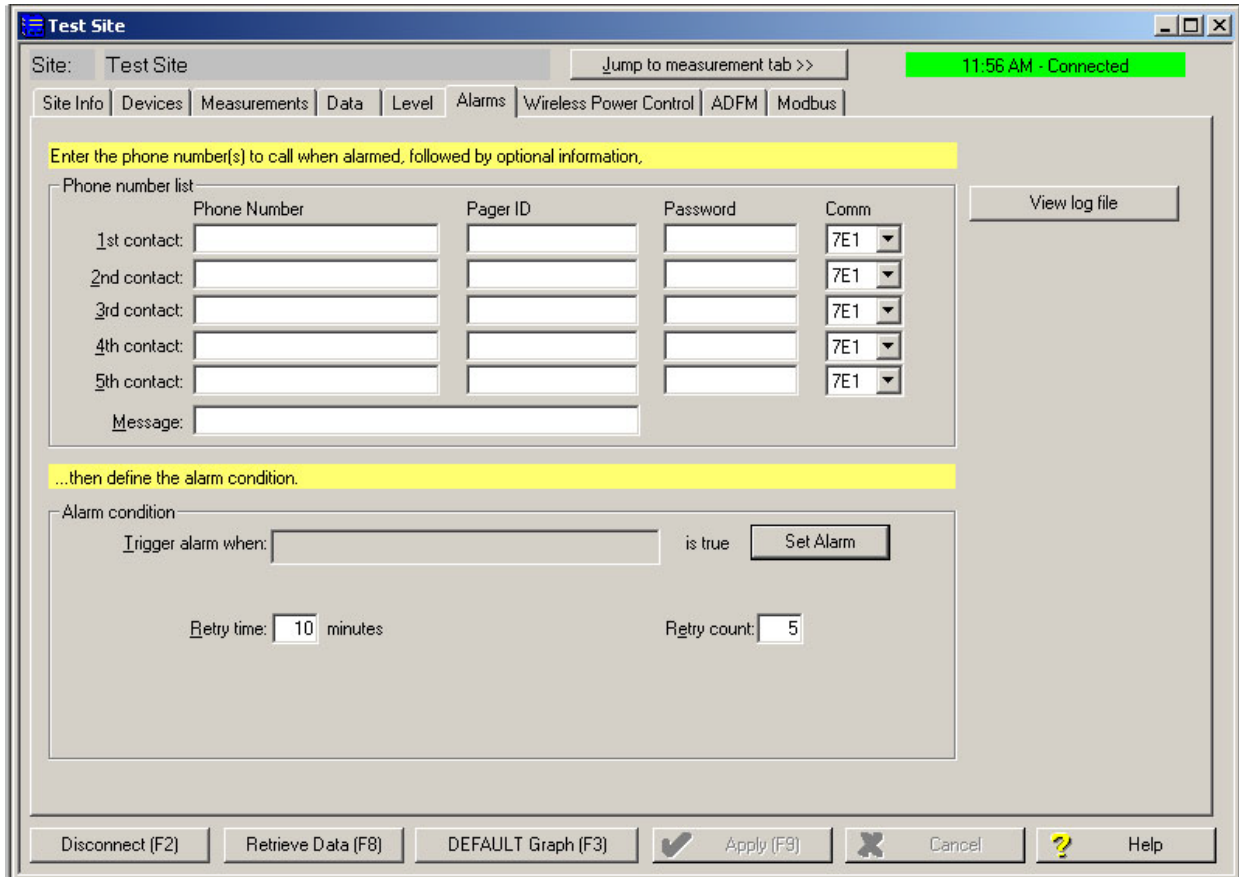 Test Site
Site: Test Site Jump to measurement tab >> 11:56 AM - Connected
Site Info Devices Measurements Data Level Alarms Wireless Power Control ADFM Modbus
Enter the phone number(s) to call when alarmed, followed by optional information,
Phone number list
Phone Number Pager ID Password Comm View log file
1st contact: 7E1
2nd contact: 7E1
3rd contact: 7E1
4th contact: 7E1
5th contact: 7E1
Message:
...then define the alarm condition.
Alarm condition
Trigger alarm when: is true Set Alarm
Retry time: 10 minutes Retry count: 5
Disconnect (F2) Retrieve Data (F8) DEFAULT Graph (F3) Apply (F9) Cancel ? Help